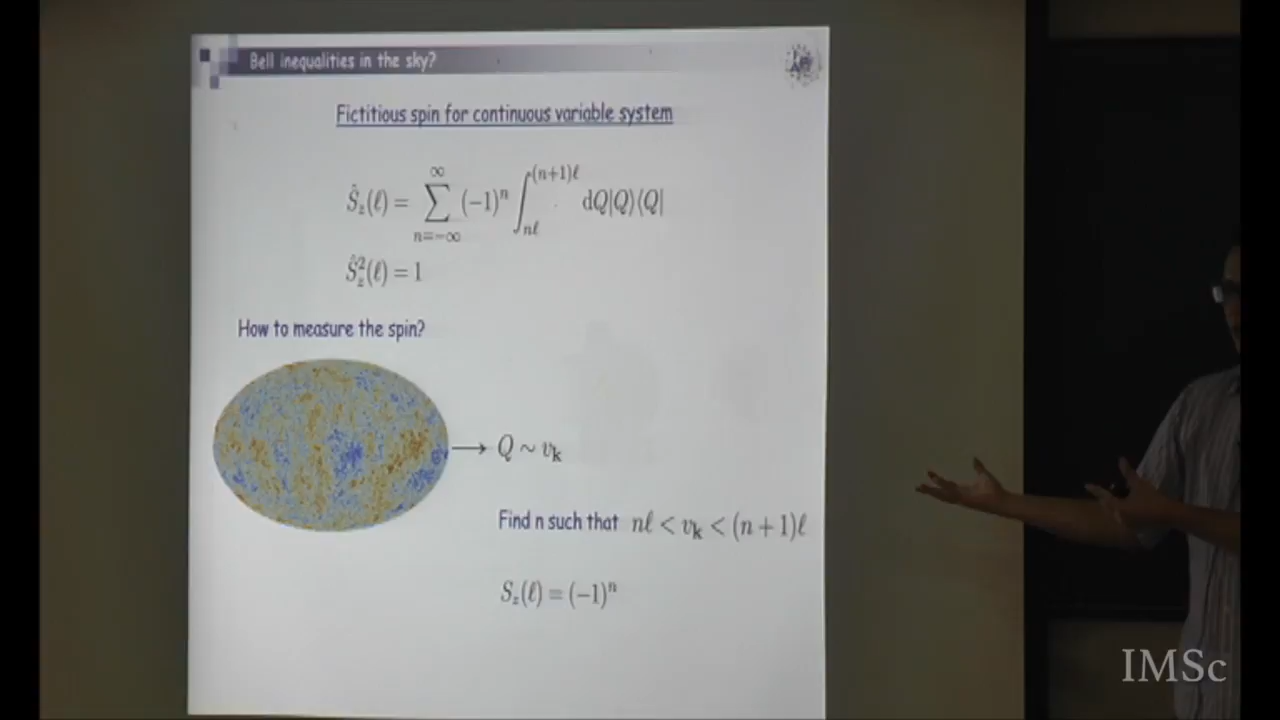 Bell inequalities in the sky?
Fictitious spin for continuous variable system
Ŝ_z(ℓ) = ∑_{n=−∞}^{∞} (−1)^n ∫_{nℓ}^{(n+1)ℓ} dQ|Q⟩⟨Q|
Ŝ_z^2(ℓ) = 1
How to measure the spin?
→ Q ∼ v_k
Find n such that nℓ < v_k < (n + 1)ℓ
S_z(ℓ) = (−1)^n
IMSc